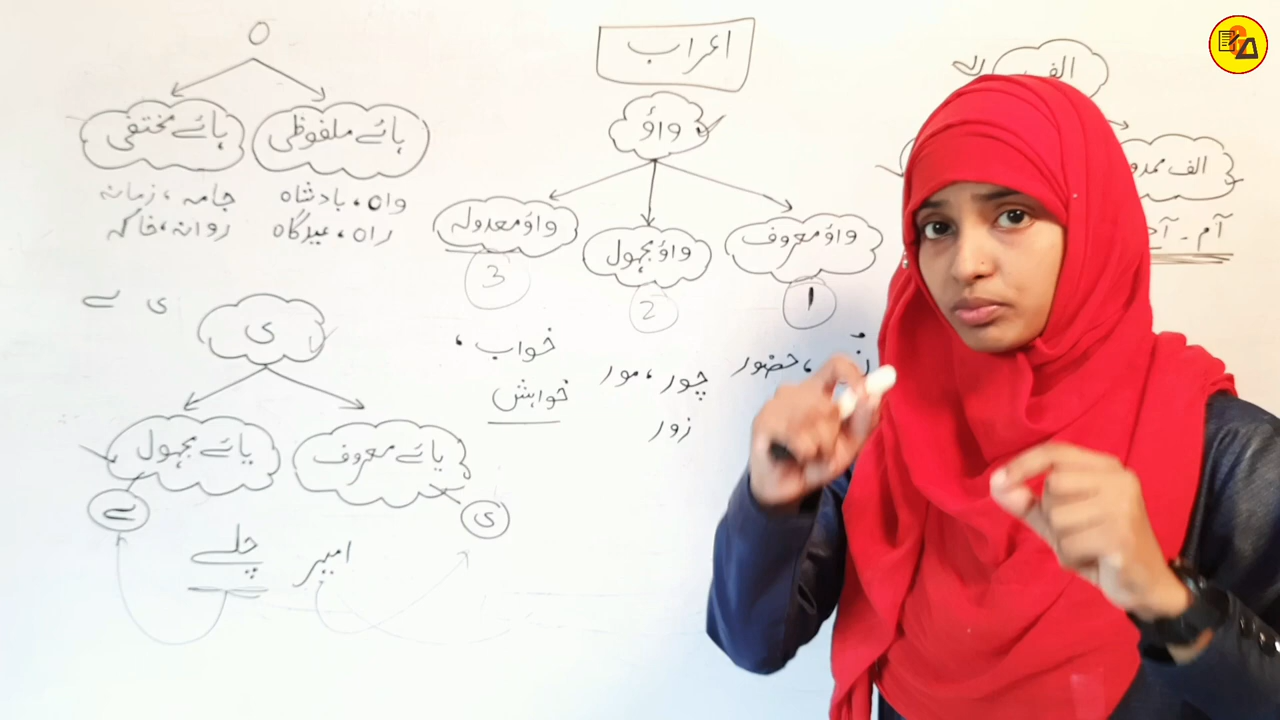 اعراب
الف
الف ممدو
آم - آ
واؤ
واؤ معروف
واؤ مجہول
واؤ معدولہ
1
2
3
، حضور
چور، مور
زور
خواب،
خواہش
ہ
ہائے ملفوظی
ہائے مختفی
واہ، بادشاہ
راہ، عیدگاہ
جامہ، زمانہ
روانہ، خاکہ
ی ے
ی
یائے معروف
یائے مجہول
ی
ے
امیر
چلے